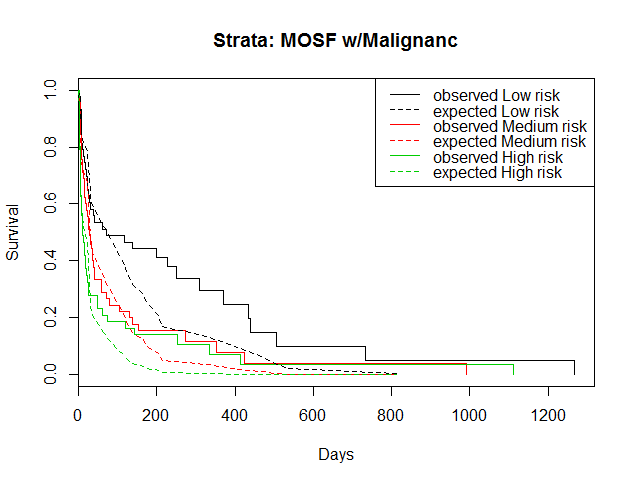 Strata: MOSF w/Malignanc
observed Low risk
expected Low risk
observed Medium risk
expected Medium risk
observed High risk
expected High risk
Survival
1.0
0.8
0.6
0.4
0.2
0.0
0 200 400 600 800 1000 1200
Days